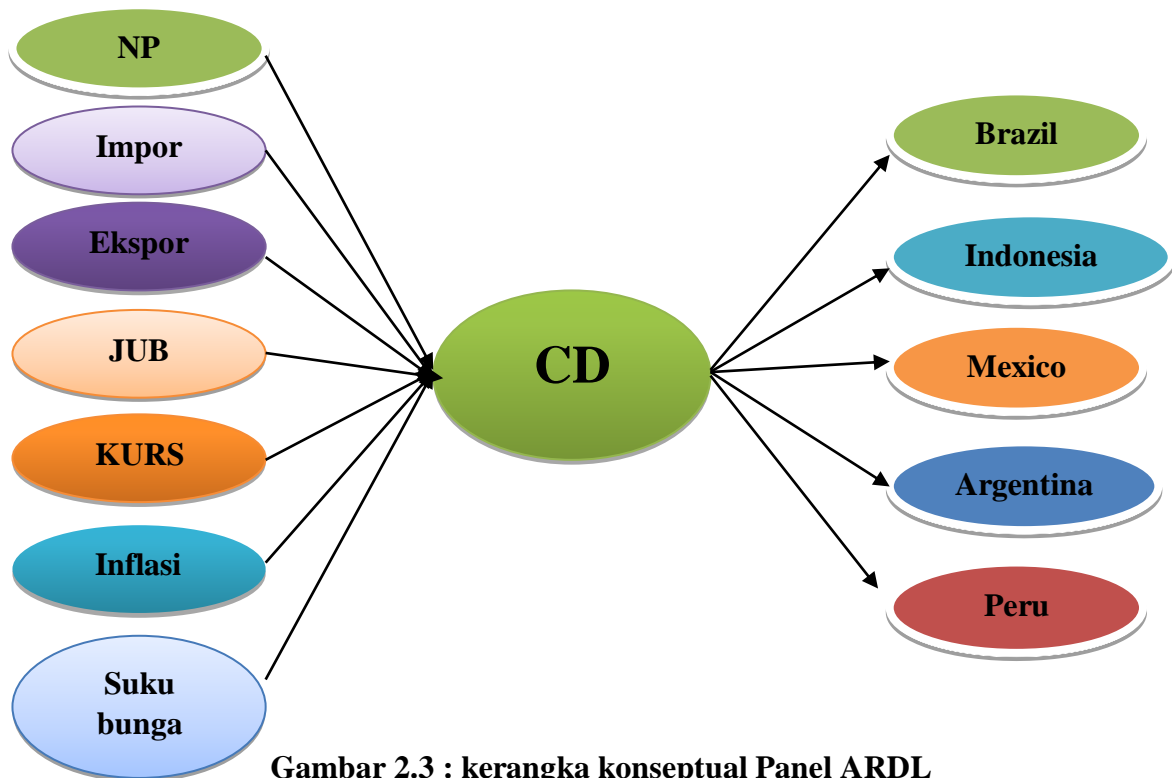 NP
Impor
Ekspor
JUB
KURS
Inflasi
Suku
bunga
CD
Brazil
Indonesia
Mexico
Argentina
Peru
Gambar 2.3 : kerangka konseptual Panel ARDL